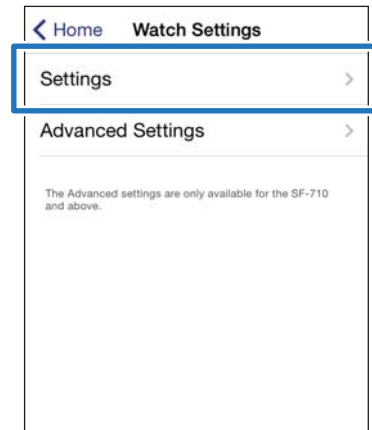 Home Watch Settings
Settings
Advanced Settings
The Advanced settings are only available for the SF-710
and above.